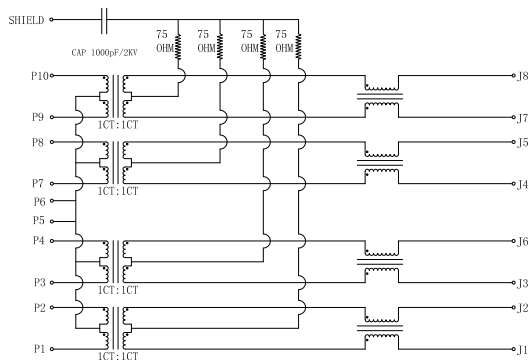 SHIELD
CAP 1000pF/2KV
75 OHM
75 OHM
75 OHM
75 OHM
P10
J8
P9
J7
1CT:1CT
P8
J5
P7
J4
1CT:1CT
P6
P5
P4
J6
P3
J3
1CT:1CT
P2
J2
P1
J1
1CT:1CT